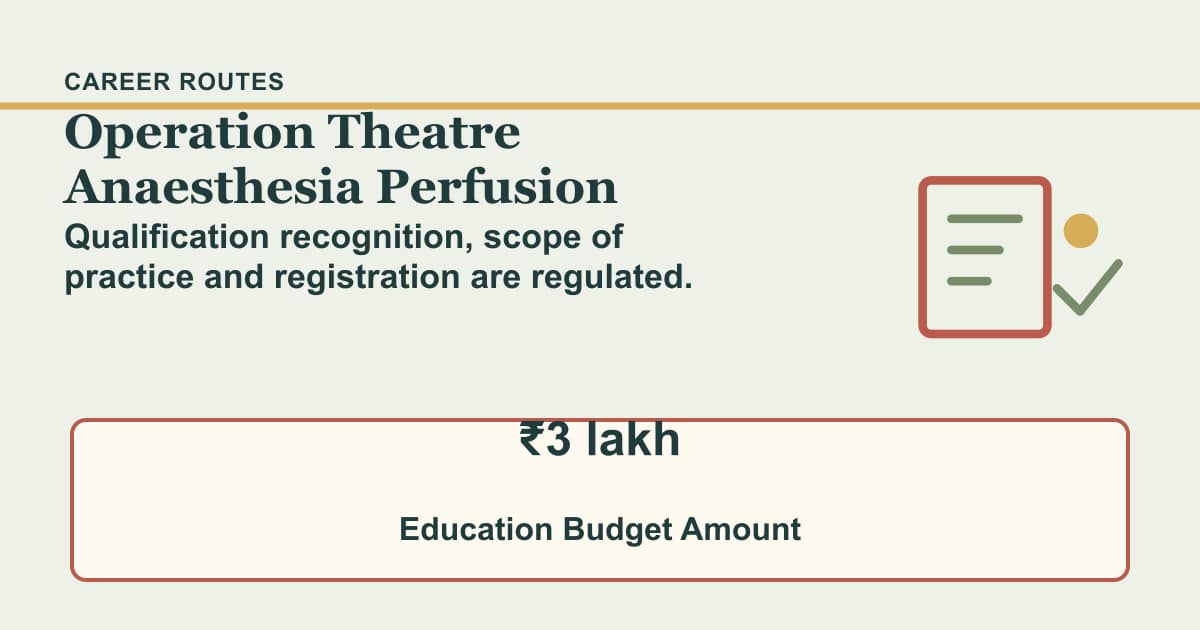 CAREER ROUTES
Operation Theatre
Anaesthesia Perfusion
Qualification recognition, scope of
practice and registration are regulated.
₹3 lakh
Education Budget Amount